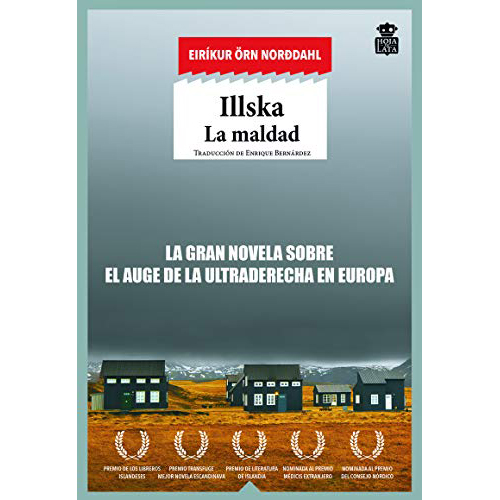 EIRÍKUR ÖRN NORÐDAHL
HOJA
DE
LATA
Illska
La maldad
TRADUCCIÓN DE ENRIQUE BERNÁRDEZ
LA GRAN NOVELA SOBRE
EL AUGE DE LA ULTRADERECHA EN EUROPA
PREMIO DE LOS LIBREROS
ISLANDESES
PREMIO TRANSFUGE
MEJOR NOVELA ESCANDINAVA
PREMIO DE LITERATURA
DE ISLANDIA
NOMINADA AL PREMIO
MÉDICIS EXTRANJERO
NOMINADA AL PREMIO
DEL CONSEJO NÓRDICO